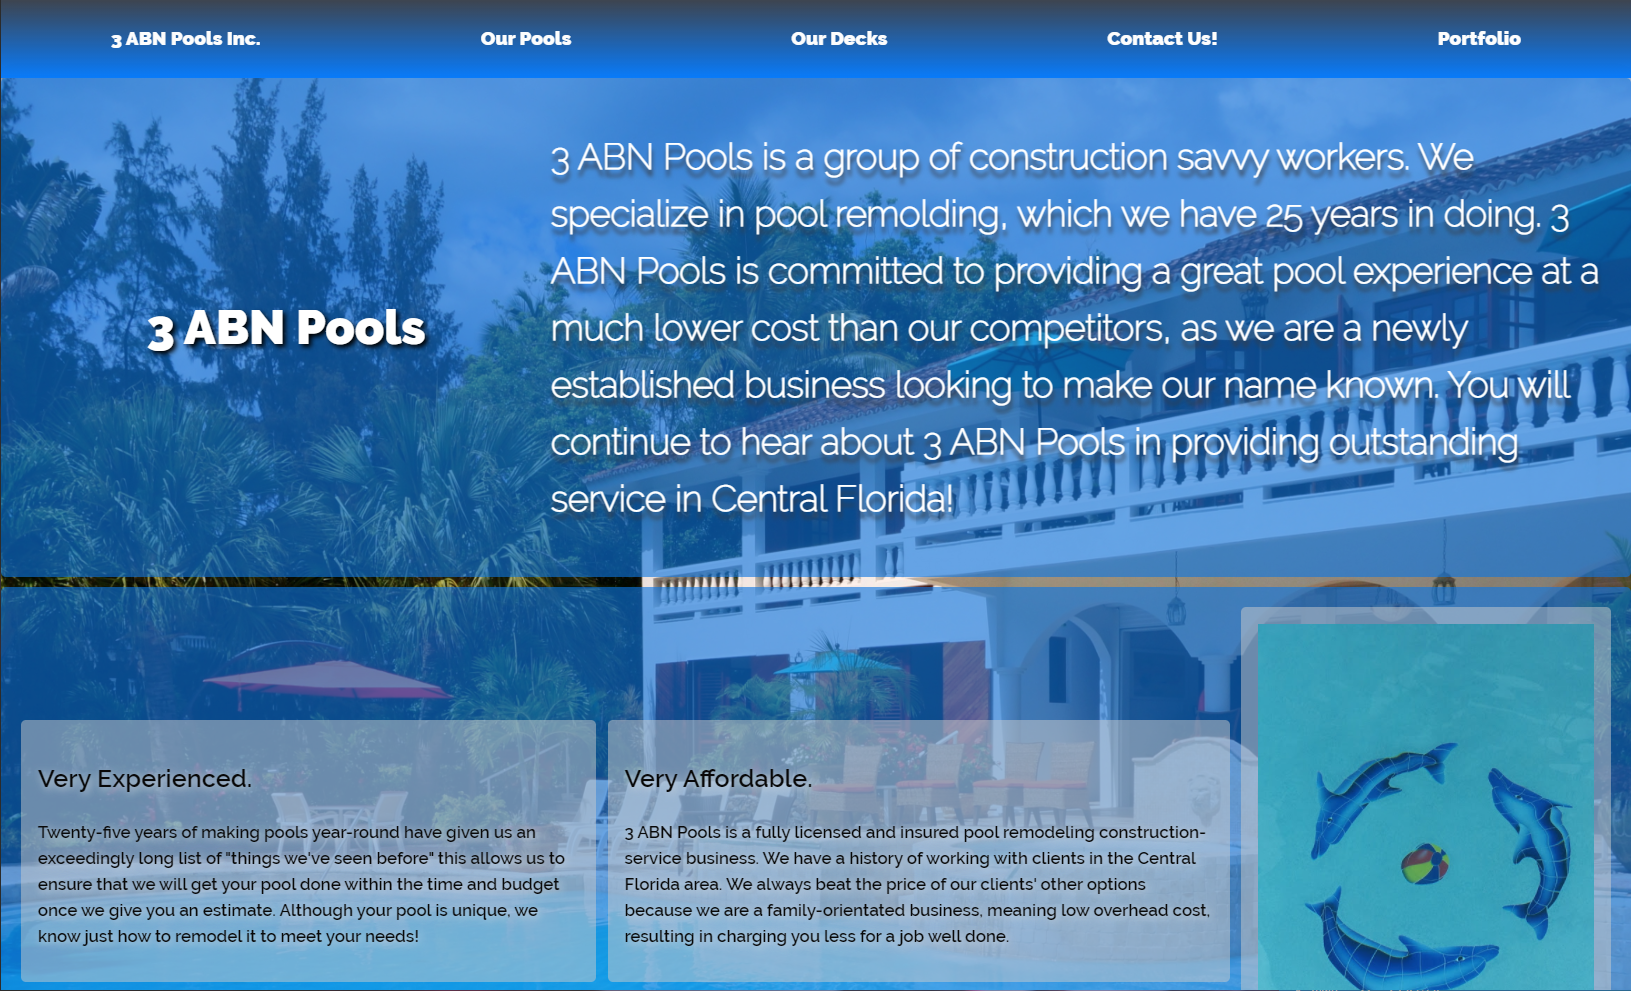 3 ABN Pools Inc.
Our Pools
Our Decks
Contact Us!
Portfolio
3 ABN Pools
3 ABN Pools is a group of construction savvy workers. We
specialize in pool remolding, which we have 25 years in doing. 3
ABN Pools is committed to providing a great pool experience at a
much lower cost than our competitors, as we are a newly
established business looking to make our name known. You will
continue to hear about 3 ABN Pools in providing outstanding
service in Central Florida!
Very Experienced.
Twenty-five years of making pools year-round have given us an
exceedingly long list of "things we've seen before" this allows us to
ensure that we will get your pool done within the time and budget
once we give you an estimate. Although your pool is unique, we
know just how to remodel it to meet your needs!
Very Affordable.
3 ABN Pools is a fully licensed and insured pool remodeling construction-
service business. We have a history of working with clients in the Central
Florida area. We always beat the price of our clients' other options
because we are a family-orientated business, meaning low overhead cost,
resulting in charging you less for a job well done.